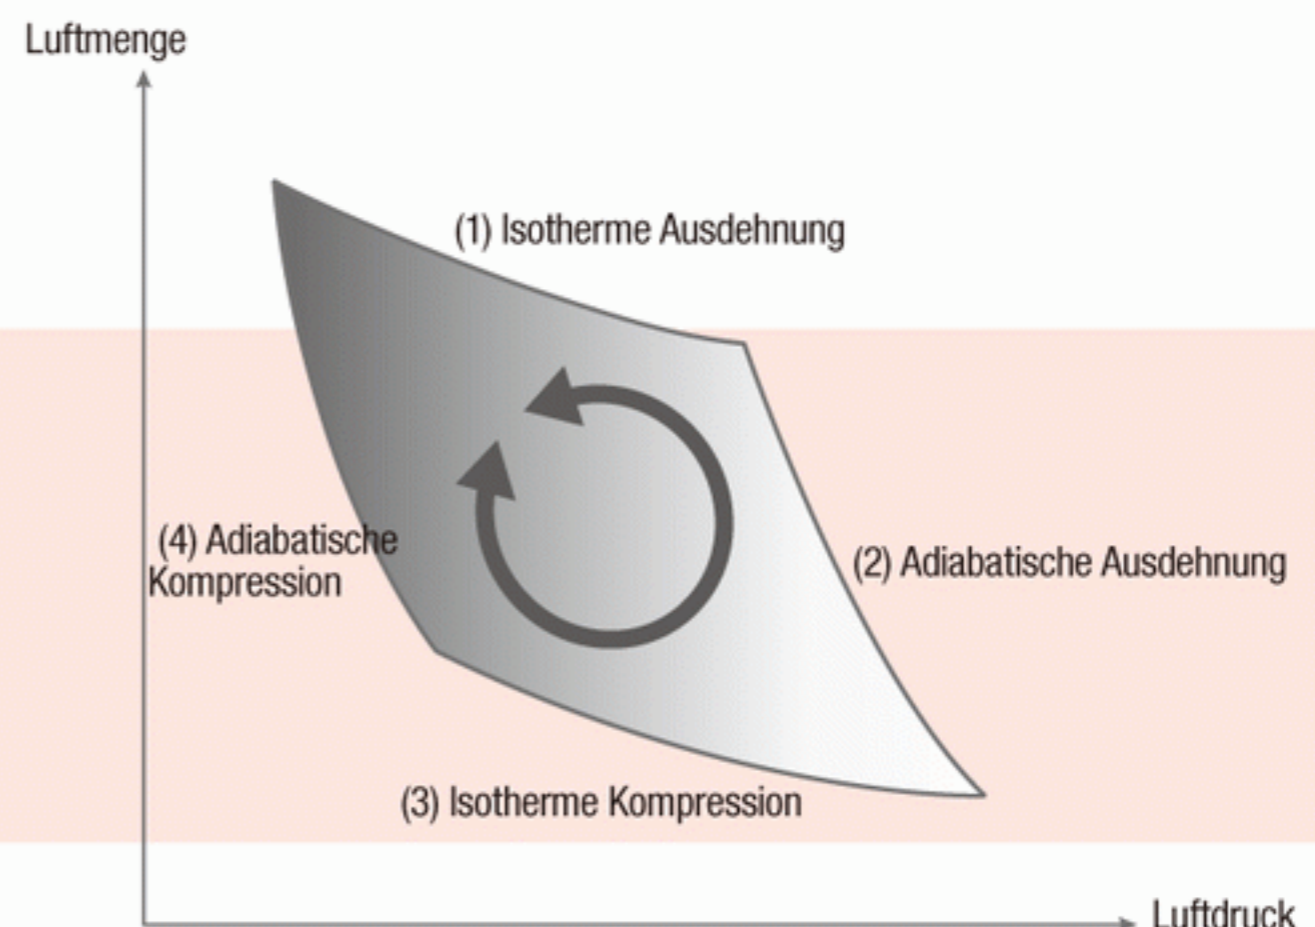 Luftmenge
(1) Isotherme Ausdehnung
(4) Adiabatische
Kompression
(2) Adiabatische Ausdehnung
(3) Isotherme Kompression
Luftdruck